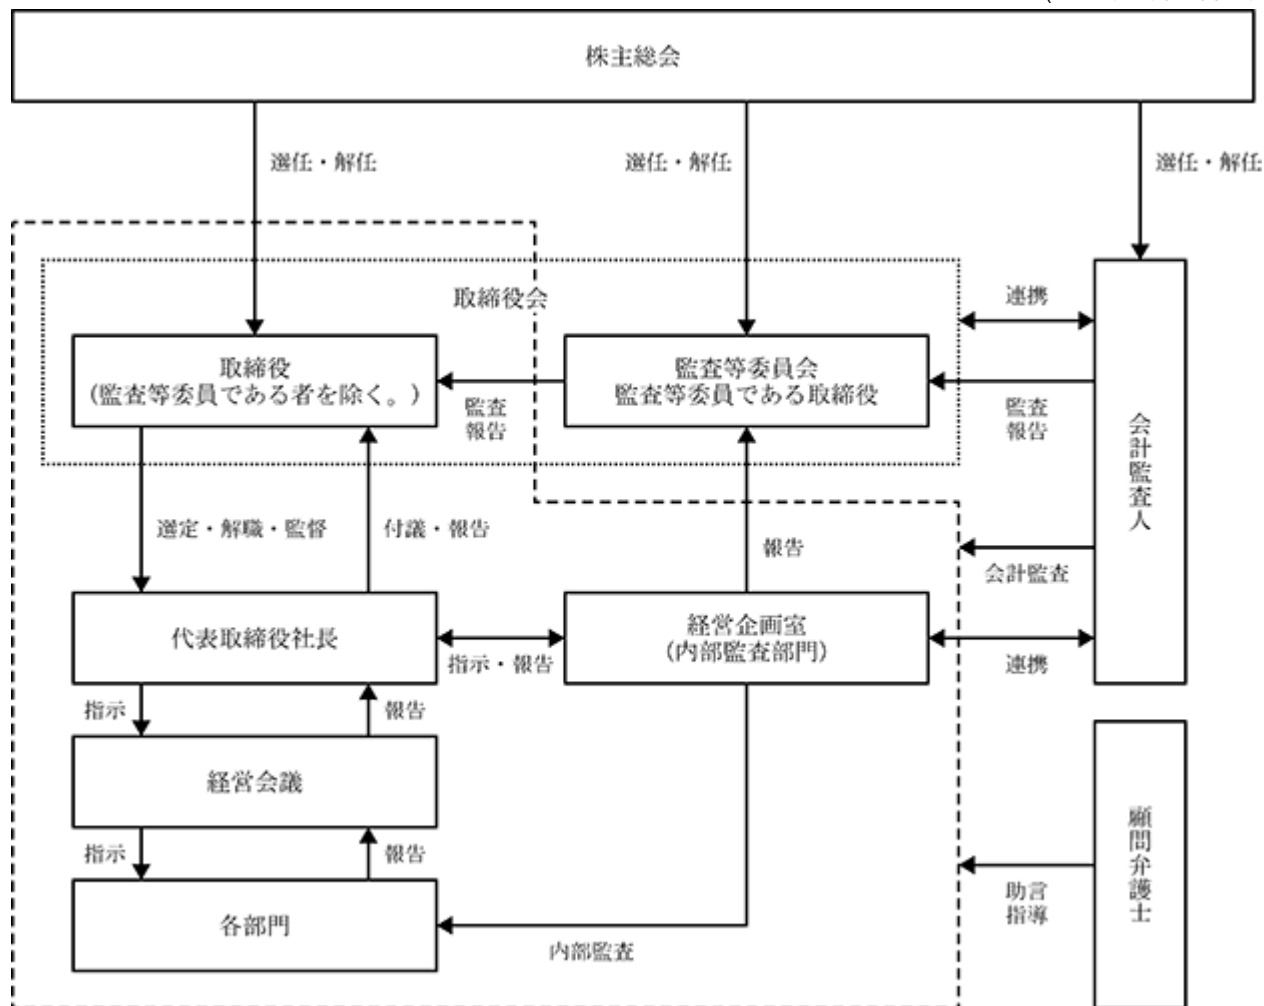 株主総会
選任・解任
選任・解任
選任・解任
取締役会
連携
取締役
(監査等委員である者を除く。)
監査等委員会
監査等委員である取締役
監査
報告
監査
報告
会計監査人
選定・解職・監督
付議・報告
報告
会計監査
代表取締役社長
指示・報告
経営企画室
(内部監査部門)
連携
指示
報告
経営会議
指示
報告
顧問弁護士
助言
指導
各部門
内部監査